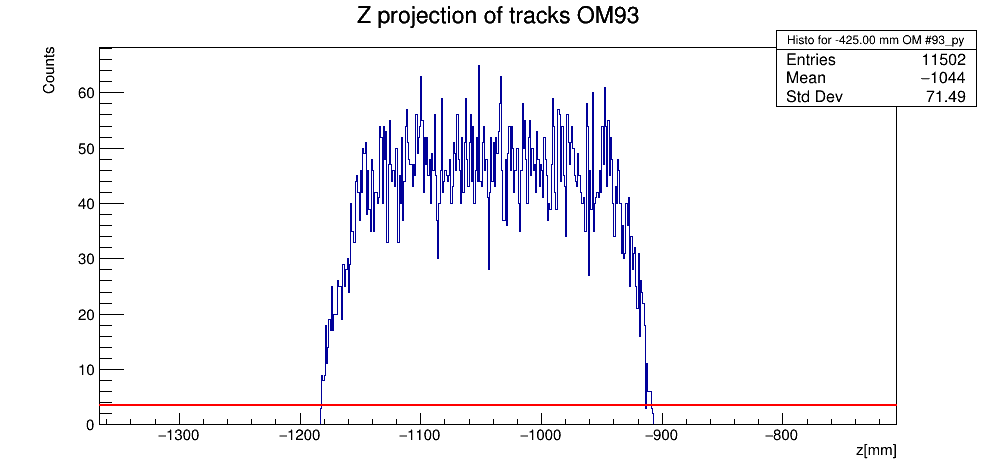 Z projection of tracks OM93
Histo for -425.00 mm OM #93_py
Entries 11502
Mean −1044
Std Dev 71.49
Counts
60
50
40
30
20
10
0
−1300 −1200 −1100 −1000 −900 −800
z[mm]